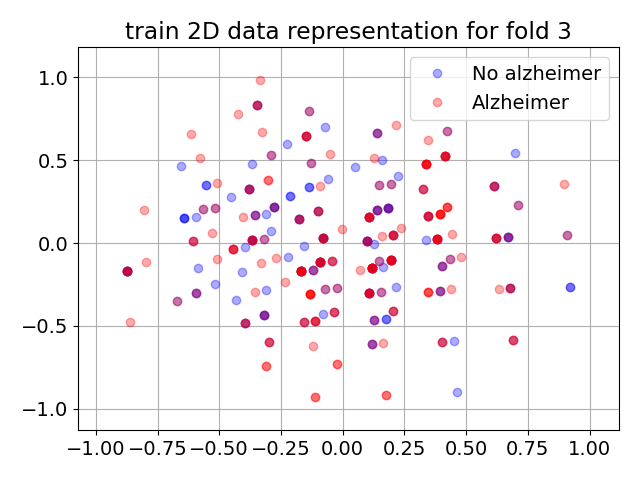 train 2D data representation for fold 3
No alzheimer
Alzheimer
1.0
0.5
0.0
−0.5
−1.0
−1.00 −0.75 −0.50 −0.25 0.00 0.25 0.50 0.75 1.00